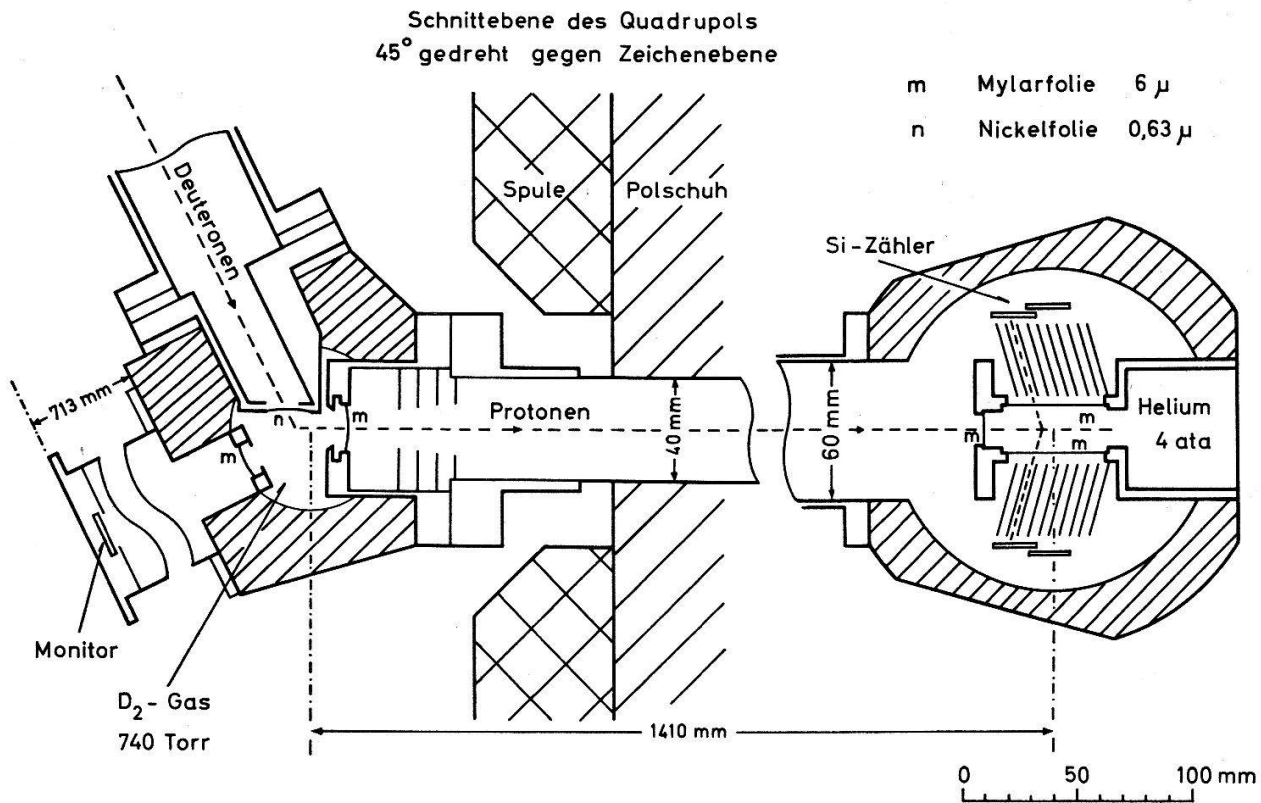 Schnittebene des Quadrupols
45° gedreht gegen Zeichenebene
m Mylarfolie 6 µ
n Nickelfolie 0,63 µ
Deuteronen
Spule
Polschuh
Si-Zähler
713 mm
n
m
m
Protonen
40 mm
60 mm
m
m
m
Helium
4 ata
Monitor
D₂-Gas
740 Torr
1410 mm
0 50 100 mm